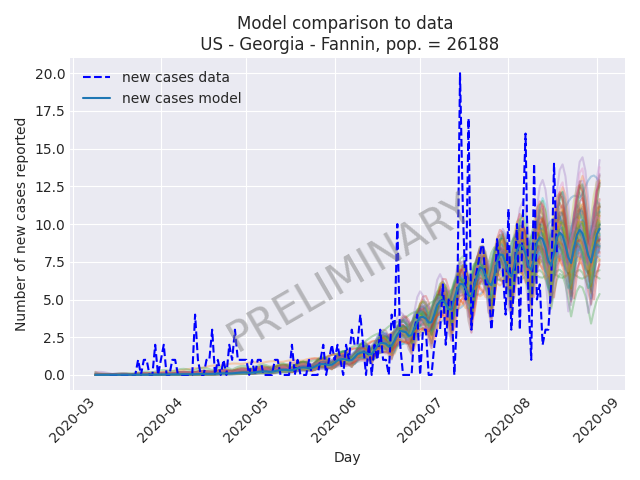 Model comparison to data
US - Georgia - Fannin, pop. = 26188
new cases data
new cases model
PRELIMINARY
Number of new cases reported
20.0
17.5
15.0
12.5
10.0
7.5
5.0
2.5
0.0
2020-03
2020-04
2020-05
2020-06
2020-07
2020-08
2020-09
Day